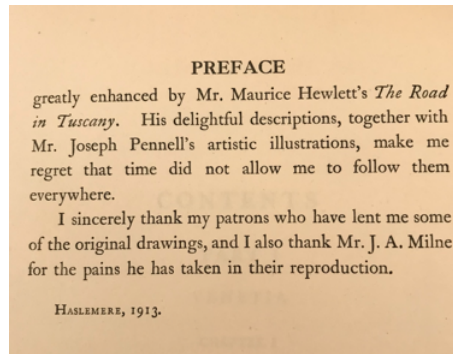 PREFACE
greatly enhanced by Mr. Maurice Hewlett's The Road
in Tuscany. His delightful descriptions, together with
Mr. Joseph Pennell's artistic illustrations, make me
regret that time did not allow me to follow them
everywhere.
I sincerely thank my patrons who have lent me some
of the original drawings, and I also thank Mr. J. A. Milne
for the pains he has taken in their reproduction.
Haslemere, 1913.